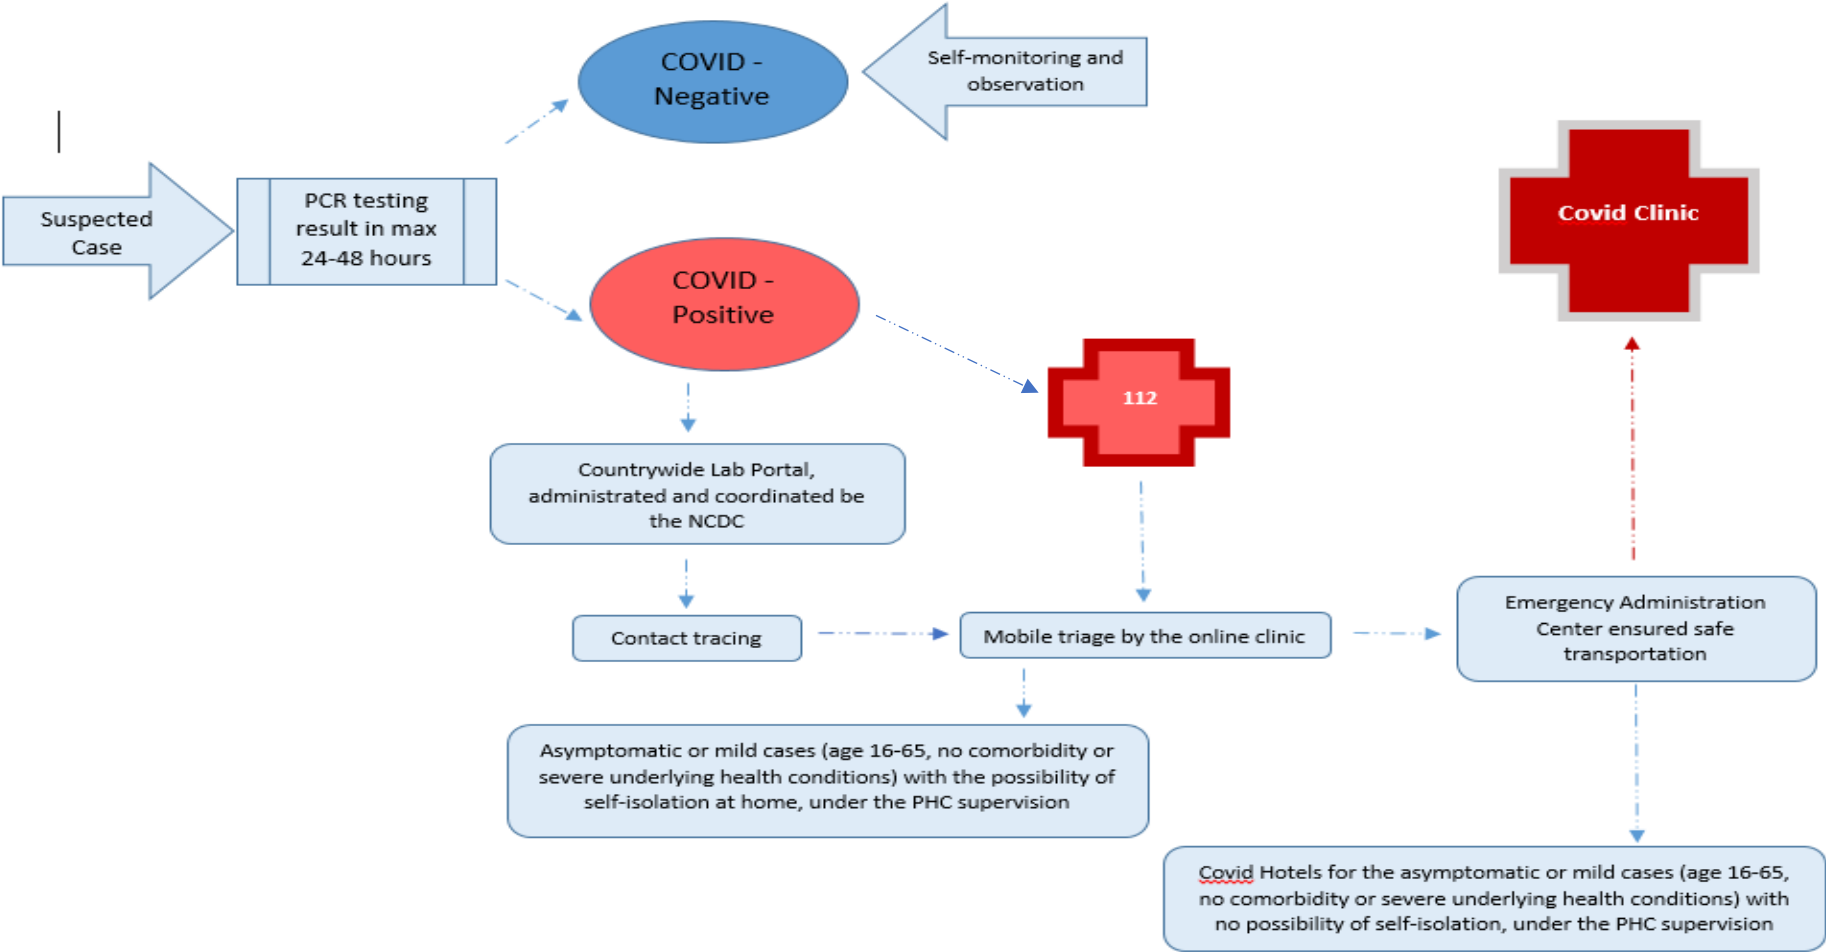 COVID -
Negative
Self-monitoring and
observation
Suspected
Case
PCR testing
result in max
24-48 hours
COVID -
Positive
Covid Clinic
112
Countrywide Lab Portal,
administrated and coordinated be
the NCDC
Contact tracing
Mobile triage by the online clinic
Emergency Administration
Center ensured safe
transportation
Asymptomatic or mild cases (age 16-65, no comorbidity or
severe underlying health conditions) with the possibility of
self-isolation at home, under the PHC supervision
Covid Hotels for the asymptomatic or mild cases (age 16-65,
no comorbidity or severe underlying health conditions) with
no possibility of self-isolation, under the PHC supervision